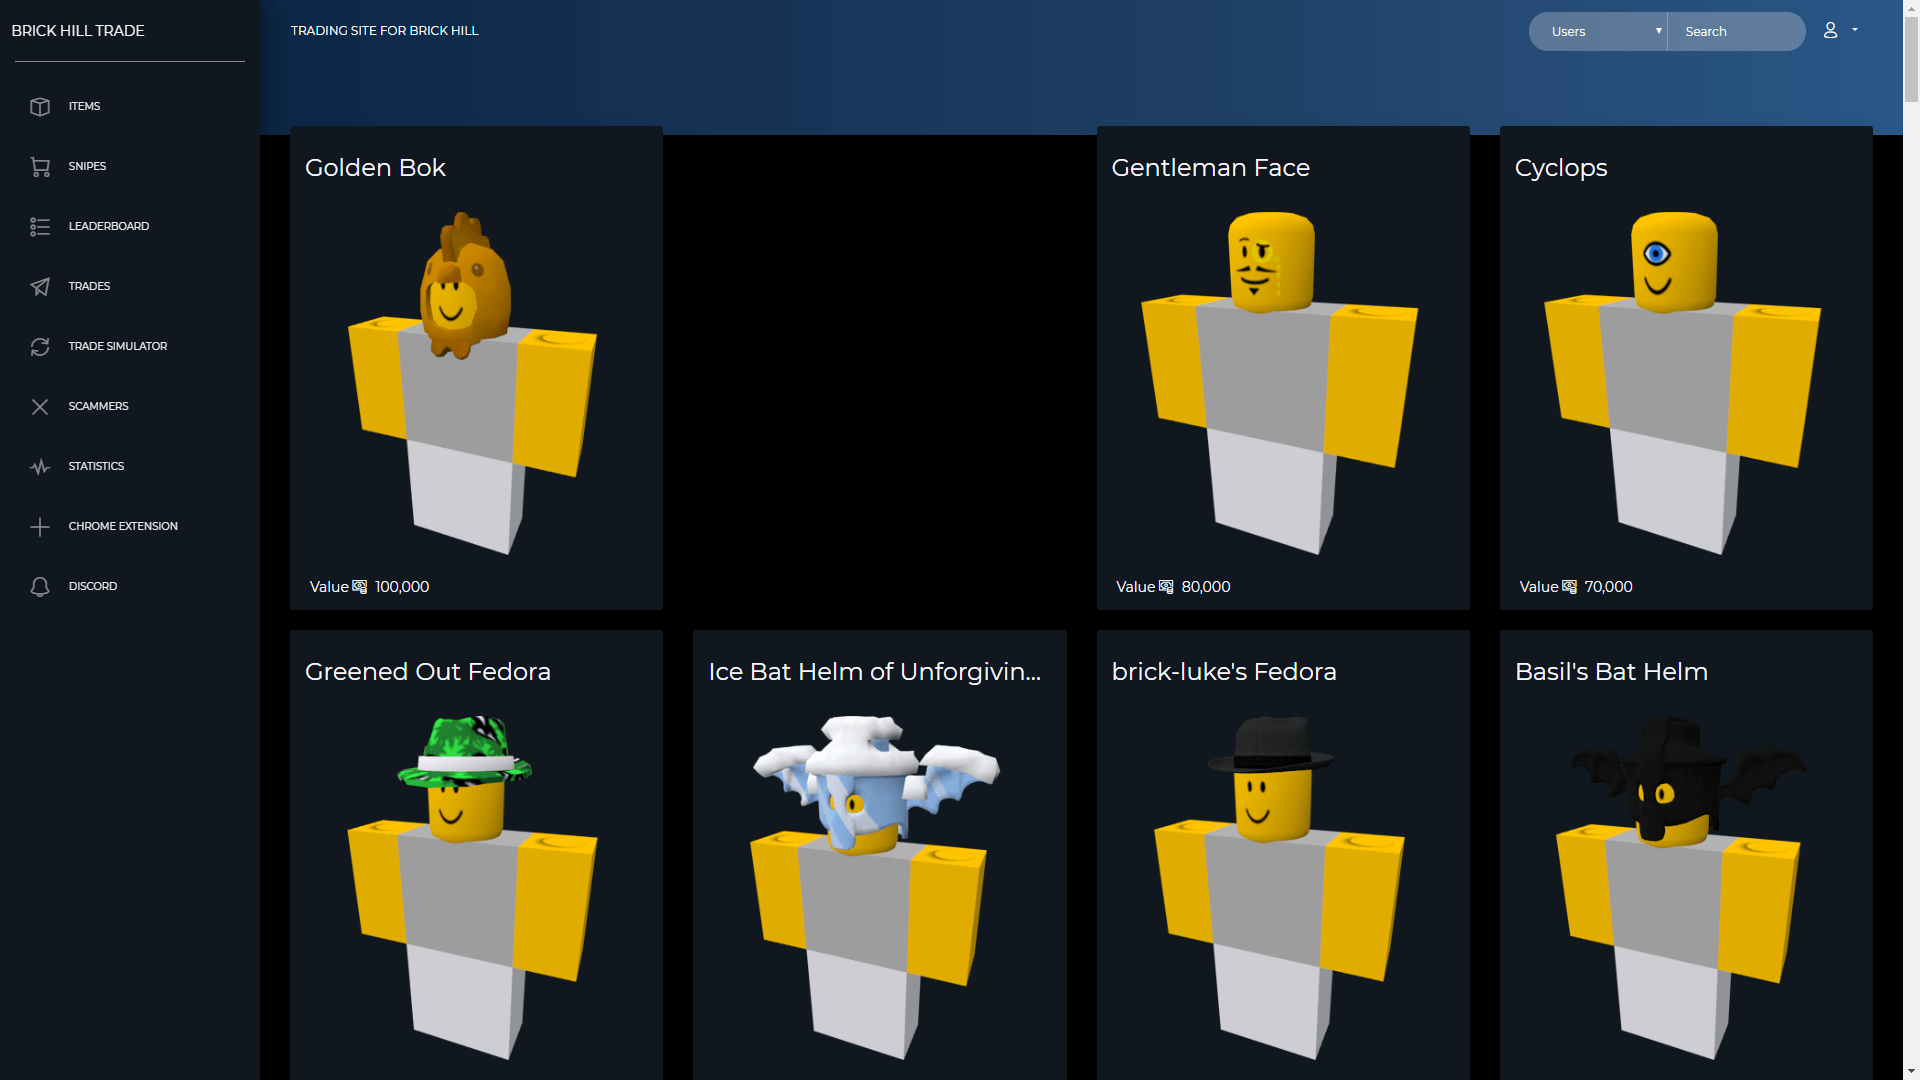 BRICK HILL TRADE
ITEMS
SNIPES
LEADERBOARD
TRADES
TRADE SIMULATOR
SCAMMERS
STATISTICS
CHROME EXTENSION
DISCORD
TRADING SITE FOR BRICK HILL
Users
Search
Golden Bok
Value 100,000
Gentleman Face
Value 80,000
Cyclops
Value 70,000
Greened Out Fedora
Ice Bat Helm of Unforgivin...
brick-luke's Fedora
Basil's Bat Helm